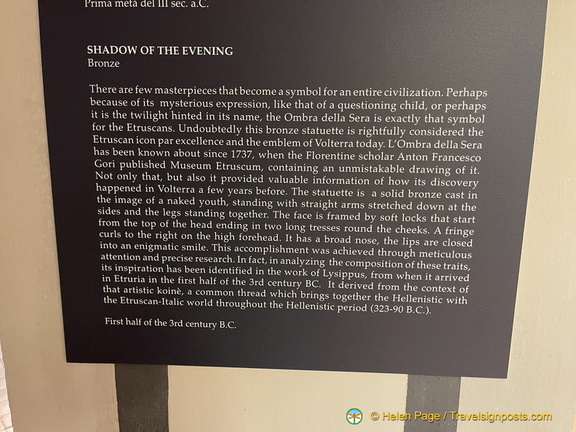 Prima metà del III sec. a.C.
SHADOW OF THE EVENING
Bronze
There are few masterpieces that become a symbol for an entire civilization. Perhaps
because of its mysterious expression, like that of a questioning child, or perhaps
it is the twilight hinted in its name, the Ombra della Sera is exactly that symbol
for the Etruscans. Undoubtedly this bronze statuette is rightfully considered the
Etruscan icon par excellence and the emblem of Volterra today. L'Ombra della Sera
has been known about since 1737, when the Florentine scholar Anton Francesco
Gori published Museum Etruscum, containing an unmistakable drawing of it.
Not only that, but also it provided valuable information of how its discovery
happened in Volterra a few years before. The statuette is a solid bronze cast in
the image of a naked youth, standing with straight arms stretched down at the
sides and the legs standing together. The face is framed by soft locks that start
from the top of the head ending in two long tresses round the cheeks. A fringe
curls to the right on the high forehead. It has a broad nose, the lips are closed
into an enigmatic smile. This accomplishment was achieved through meticulous
attention and precise research. In fact, in analyzing the composition of these traits,
its inspiration has been identified in the work of Lysippus, from when it arrived
in Etruria in the first half of the 3rd century BC. It derived from the context of
that artistic koinè, a common thread which brings together the Hellenistic with
the Etruscan-Italic world throughout the Hellenistic period (323-90 B.C.).
First half of the 3rd century B.C.
© Helen Page / Travelsignposts.com